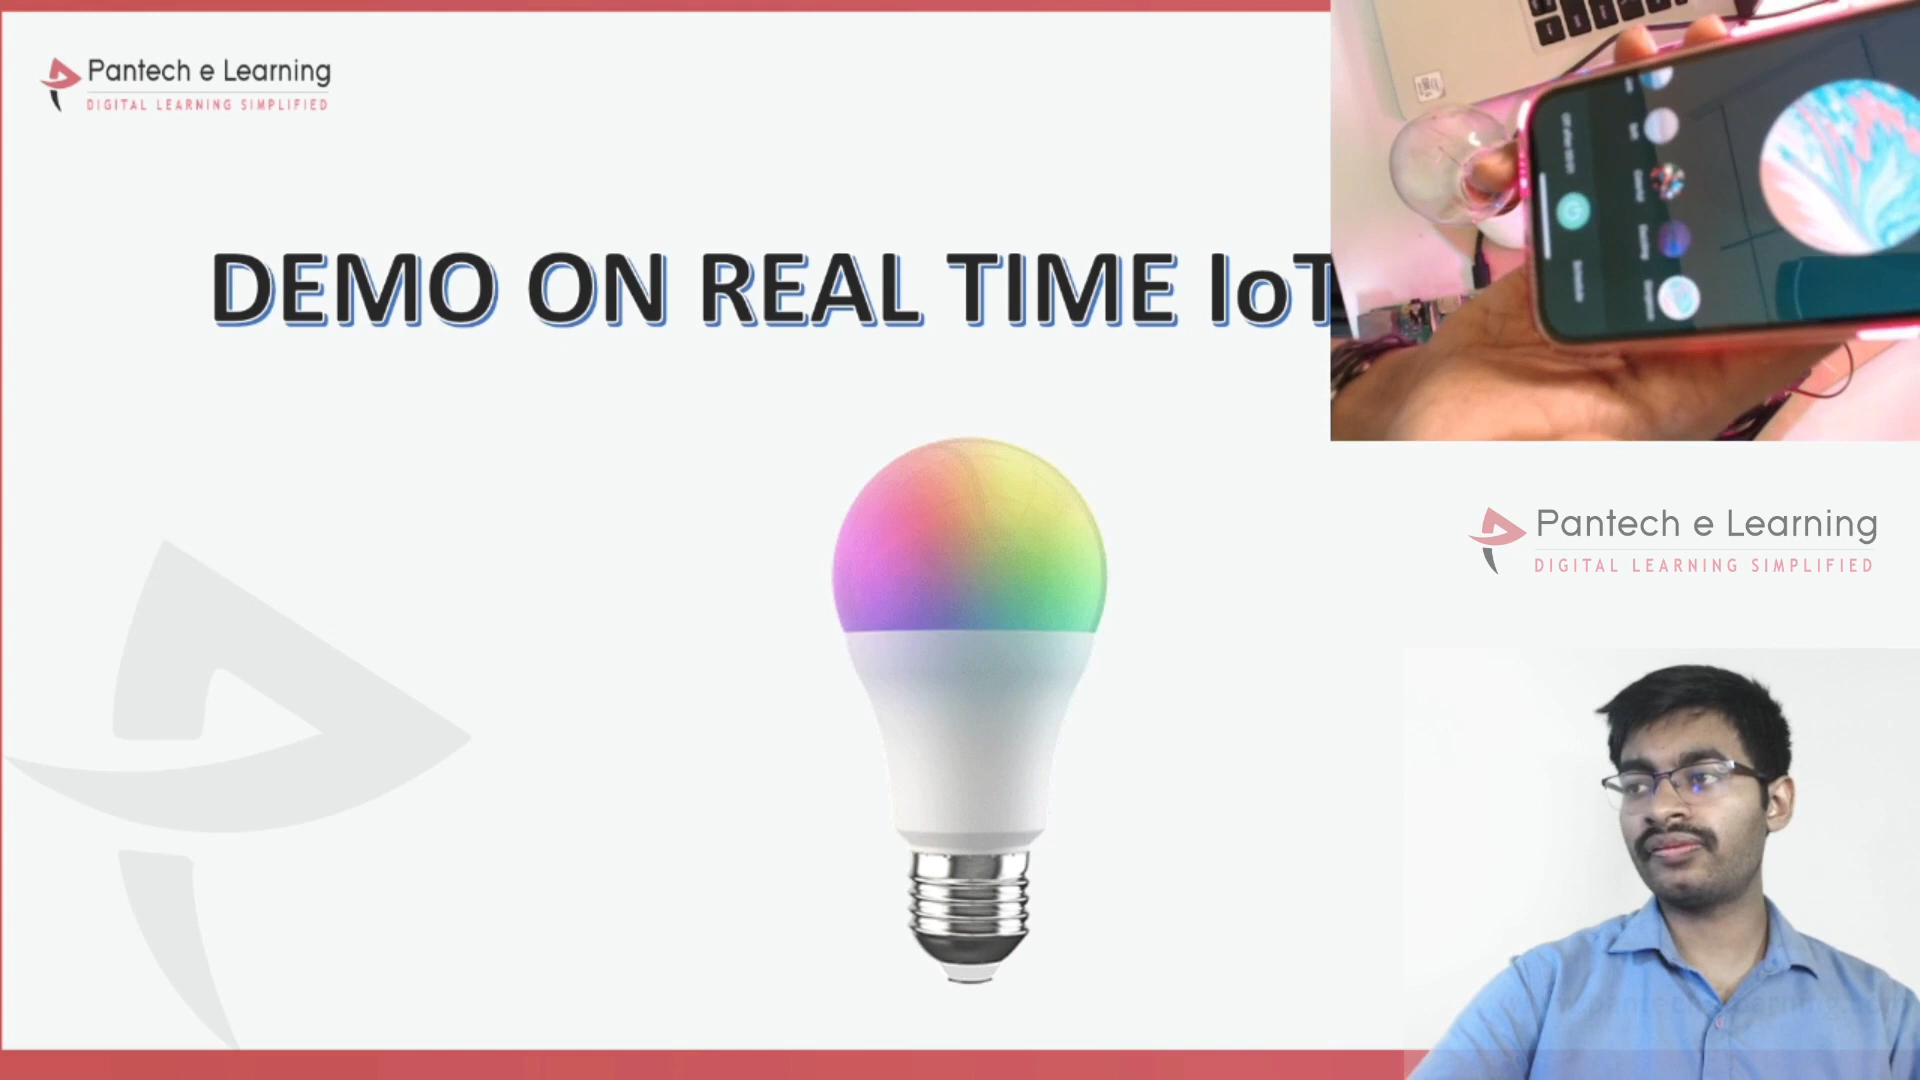 Pantech e Learning
DIGITAL LEARNING SIMPLIFIED
DEMO ON REAL TIME IoT
Pantech e Learning
DIGITAL LEARNING SIMPLIFIED